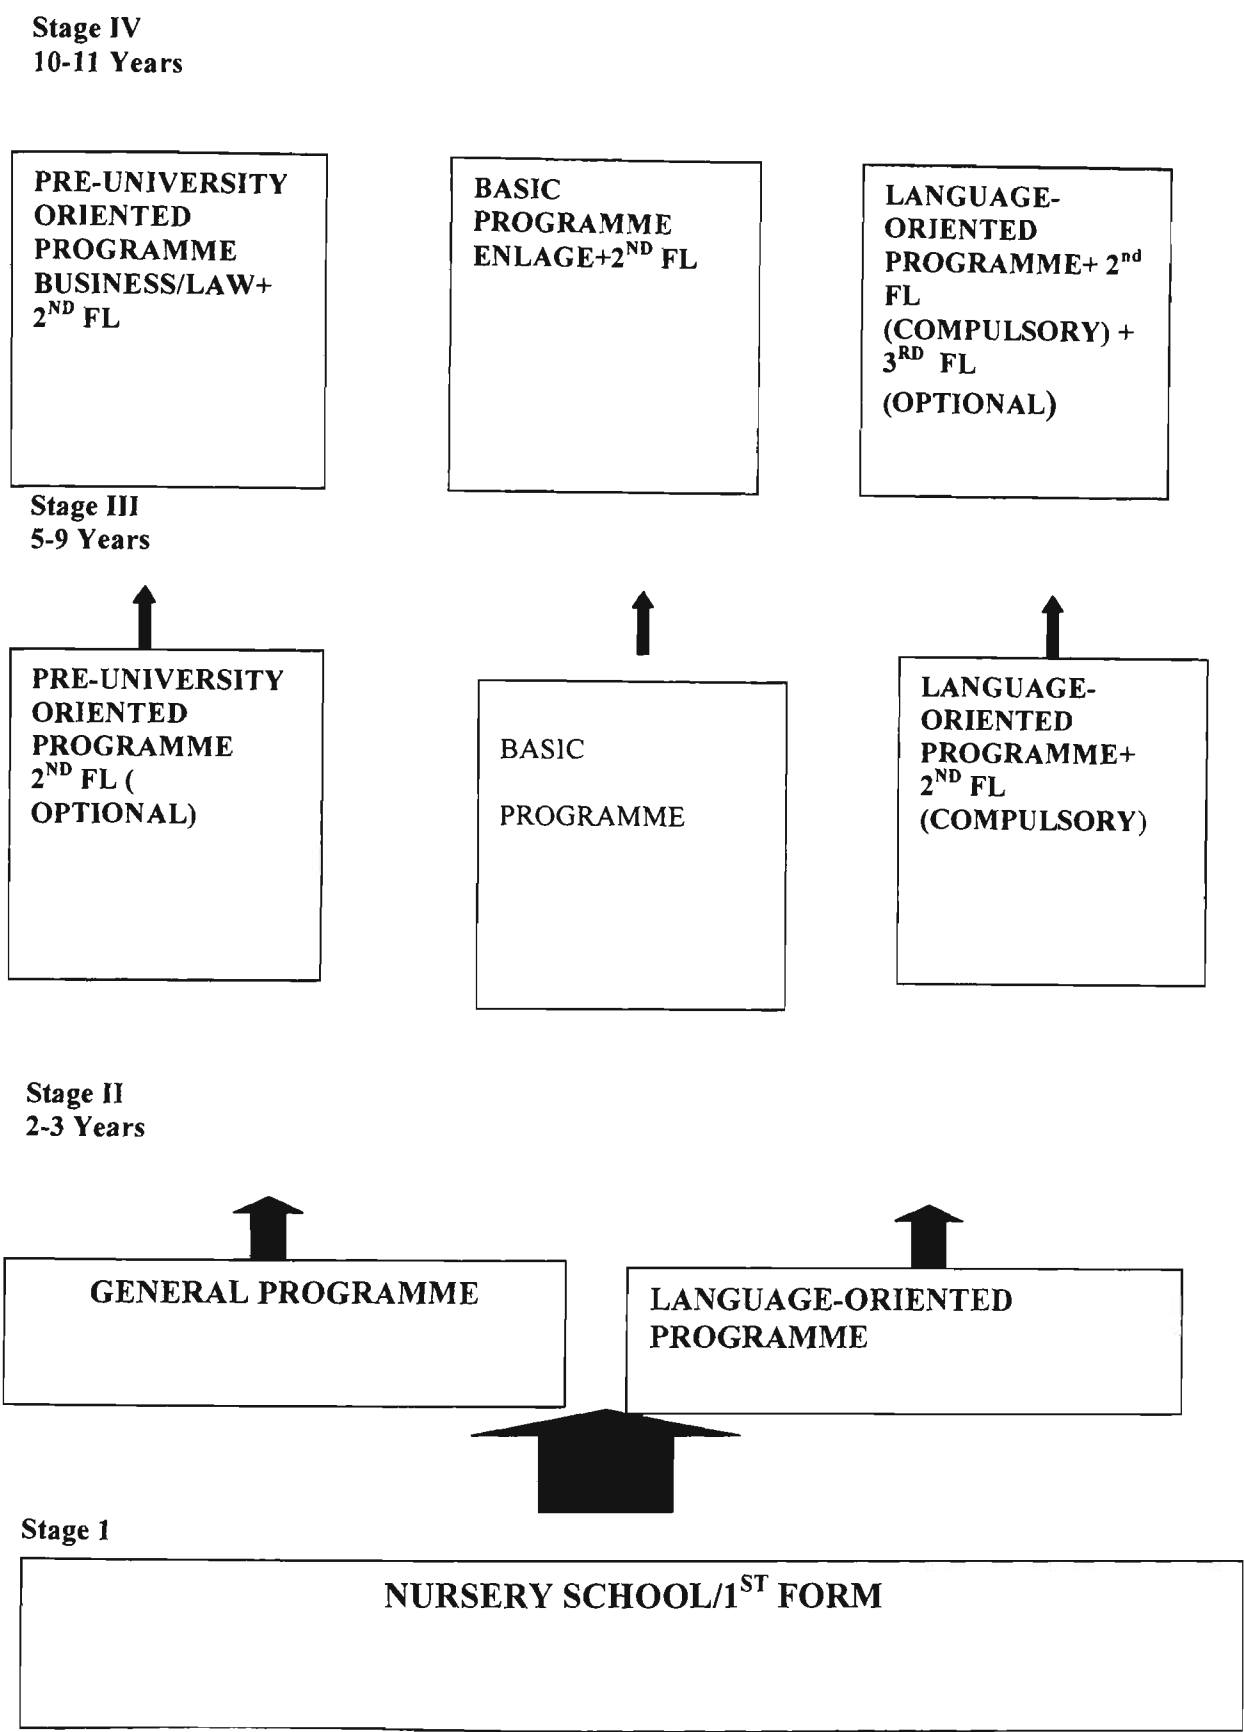 Stage IV
10-11 Years
PRE-UNIVERSITY
ORIENTED
PROGRAMME
BUSINESS/LAW+
2ND FL
BASIC
PROGRAMME
ENLAGE+2ND FL
LANGUAGE-
ORIENTED
PROGRAMME+ 2nd
FL
(COMPULSORY) +
3RD FL
(OPTIONAL)
Stage III
5-9 Years
PRE-UNIVERSITY
ORIENTED
PROGRAMME
2ND FL (
OPTIONAL)
BASIC
PROGRAMME
LANGUAGE-
ORIENTED
PROGRAMME+
2ND FL
(COMPULSORY)
Stage II
2-3 Years
GENERAL PROGRAMME
LANGUAGE-ORIENTED
PROGRAMME
Stage 1
NURSERY SCHOOL/1ST FORM